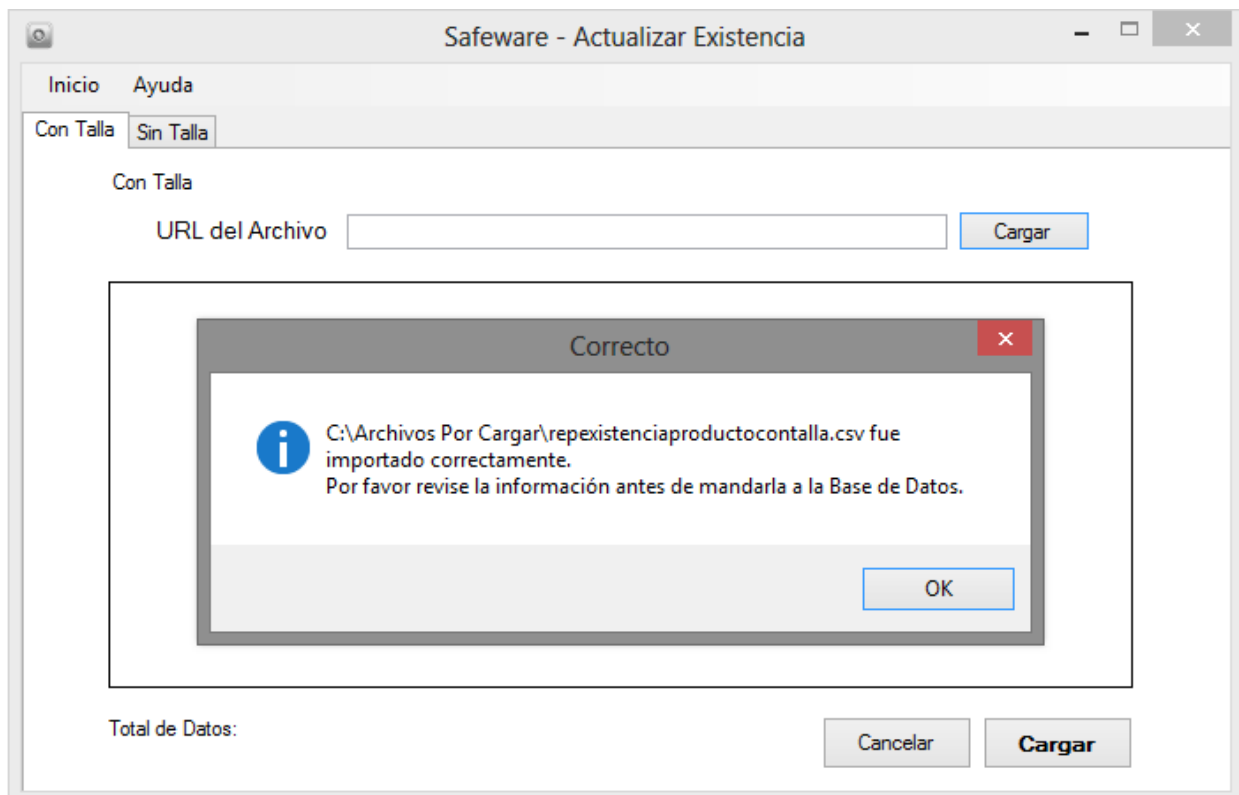 Safeware - Actualizar Existencia
Inicio Ayuda
Con Talla Sin Talla
Con Talla
URL del Archivo Cargar
Correcto
C:\Archivos Por Cargar\repexistenciaproductocontalla.csv fue
importado correctamente.
Por favor revise la información antes de mandarla a la Base de Datos.
OK
Total de Datos:
Cancelar Cargar